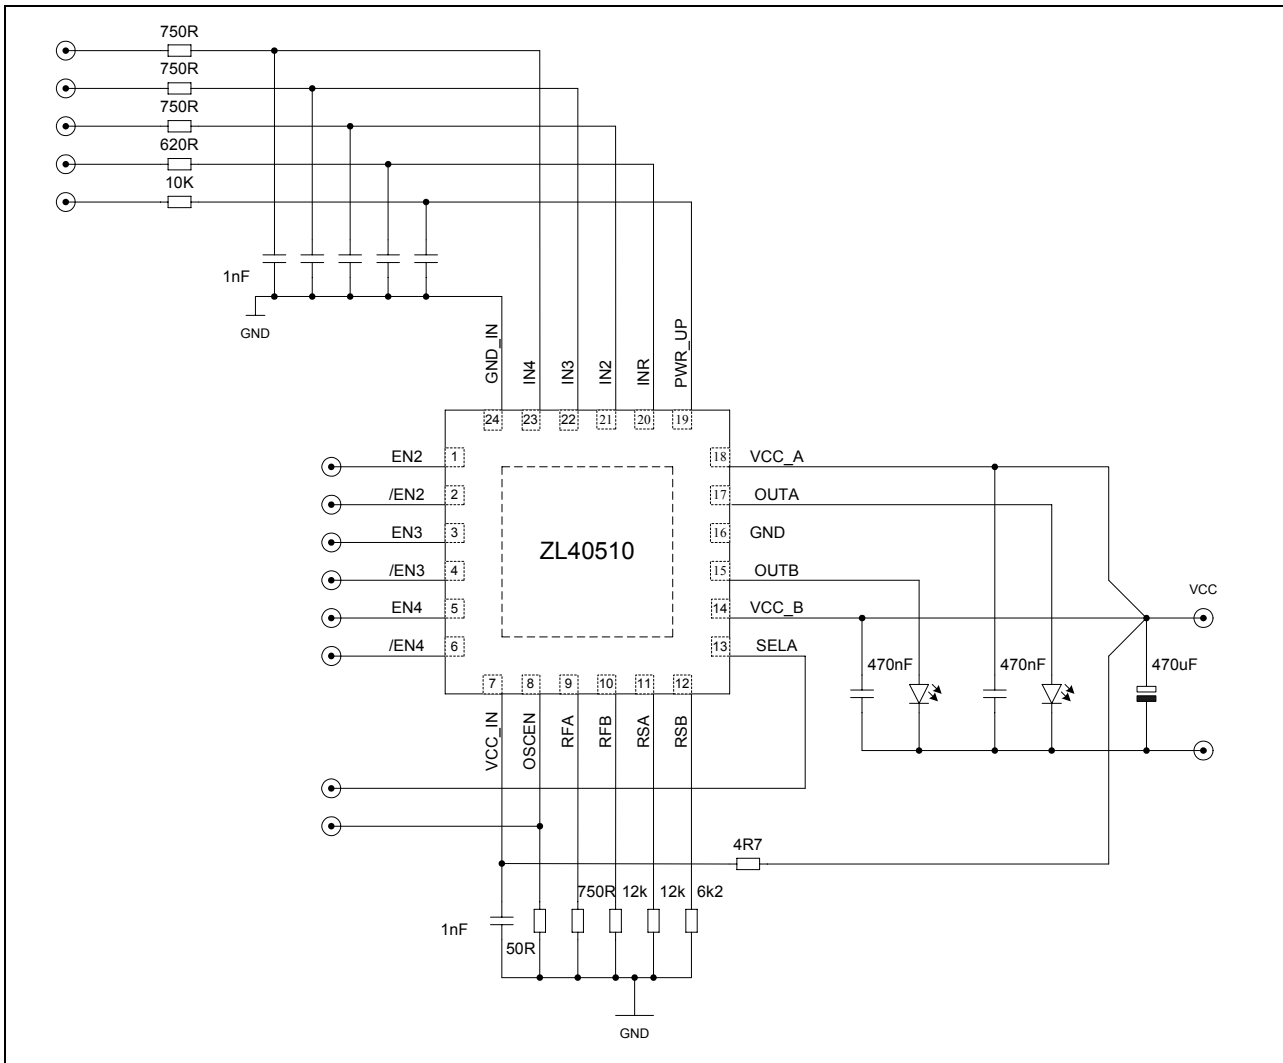 750R
750R
750R
620R
10K
1nF
GND
GND_IN
IN4
IN3
IN2
INR
PWR_UP
24
23
22
21
20
19
EN2
1
/EN2
2
EN3
3
/EN3
4
EN4
5
/EN4
6
ZL40510
18
VCC_A
17
OUTA
16
GND
15
OUTB
14
VCC_B
13
SELA
VCC
470nF
470nF
470uF
7
8
9
10
11
12
VCC_IN
OSCEN
RFA
RFB
RSA
RSB
4R7
750R
12k
12k
6k2
1nF
50R
GND